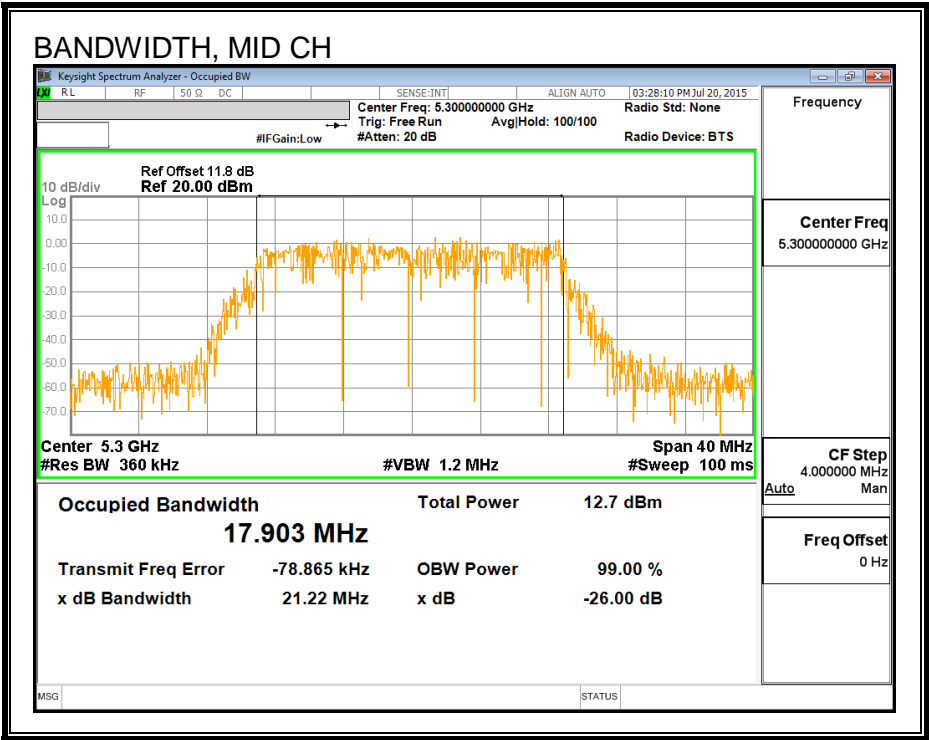 BANDWIDTH, MID CH
Keysight Spectrum Analyzer - Occupied BW
LXI RL RF 50 Ω DC SENSE:INT ALIGN AUTO 03:28:10 PM Jul 20, 2015
Center Freq: 5.300000000 GHz Radio Std: None
Trig: Free Run Avg|Hold: 100/100
#IFGain:Low #Atten: 20 dB Radio Device: BTS
Ref Offset 11.8 dB
10 dB/div Ref 20.00 dBm
Log
10.0
0.00
-10.0
-20.0
-30.0
-40.0
-50.0
-60.0
-70.0
Center 5.3 GHz Span 40 MHz
#Res BW 360 kHz #VBW 1.2 MHz #Sweep 100 ms
Occupied Bandwidth Total Power 12.7 dBm
17.903 MHz
Transmit Freq Error -78.865 kHz OBW Power 99.00 %
x dB Bandwidth 21.22 MHz x dB -26.00 dB
Frequency
Center Freq
5.300000000 GHz
CF Step
4.000000 MHz
Auto Man
Freq Offset
0 Hz
MSG STATUS